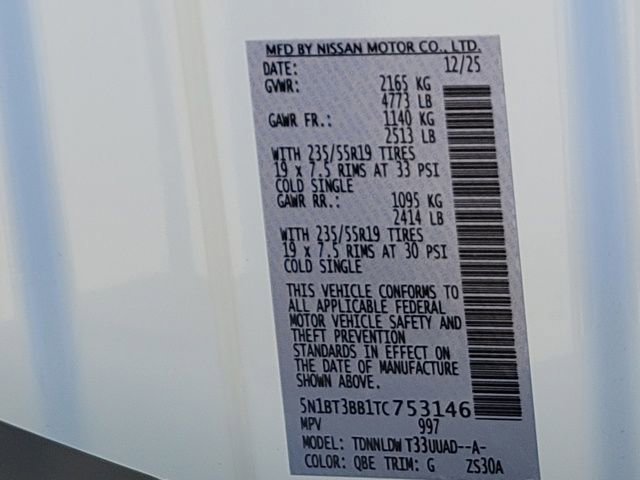 MFD BY NISSAN MOTOR CO., LTD.
DATE: 12/25
GVWR: 2165 KG
4773 LB
GAWR FR.: 1140 KG
2513 LB
WITH 235/55R19 TIRES
19 x 7.5 RIMS AT 33 PSI
COLD SINGLE
GAWR RR.: 1095 KG
2414 LB
WITH 235/55R19 TIRES
19 x 7.5 RIMS AT 30 PSI
COLD SINGLE
THIS VEHICLE CONFORMS TO
ALL APPLICABLE FEDERAL
MOTOR VEHICLE SAFETY AND
THEFT PREVENTION
STANDARDS IN EFFECT ON
THE DATE OF MANUFACTURE
SHOWN ABOVE.
5N1BT3BB1TC753146
MPV 997
MODEL: TDNNLDW T33UUAD--A-
COLOR: QBE TRIM: G ZS30A